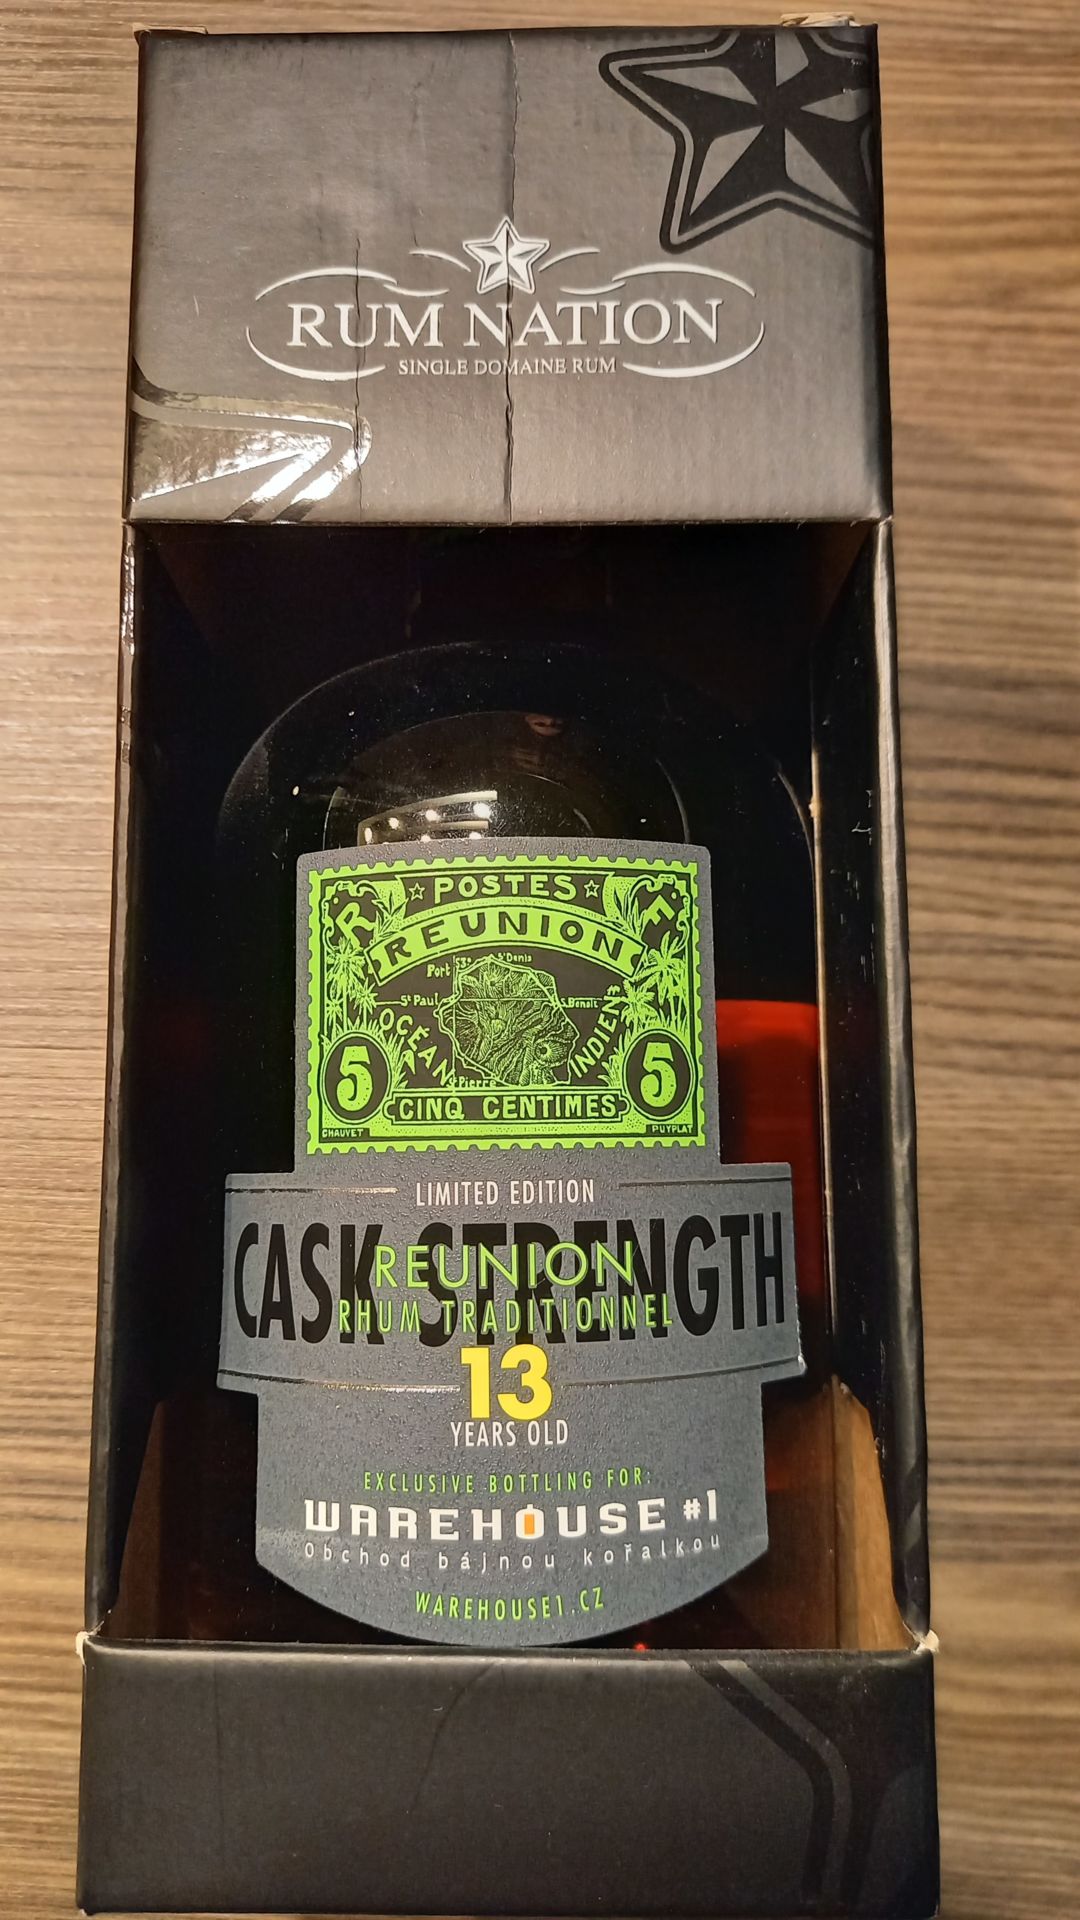 RUM NATION
SINGLE DOMAINE RUM
POSTES
R F
REUNION
Port St Denis
St Paul S. Benoit
OCÉAN INDIEN
St Pierre
5 5
CINQ CENTIMES
CHAUVET PUYPLAT
LIMITED EDITION
CASK STRENGTH
REUNION
RHUM TRADITIONNEL
13
YEARS OLD
EXCLUSIVE BOTTLING FOR:
WAREHOUSE #1
Obchod bájnou kořalkou
WAREHOUSE1.CZ